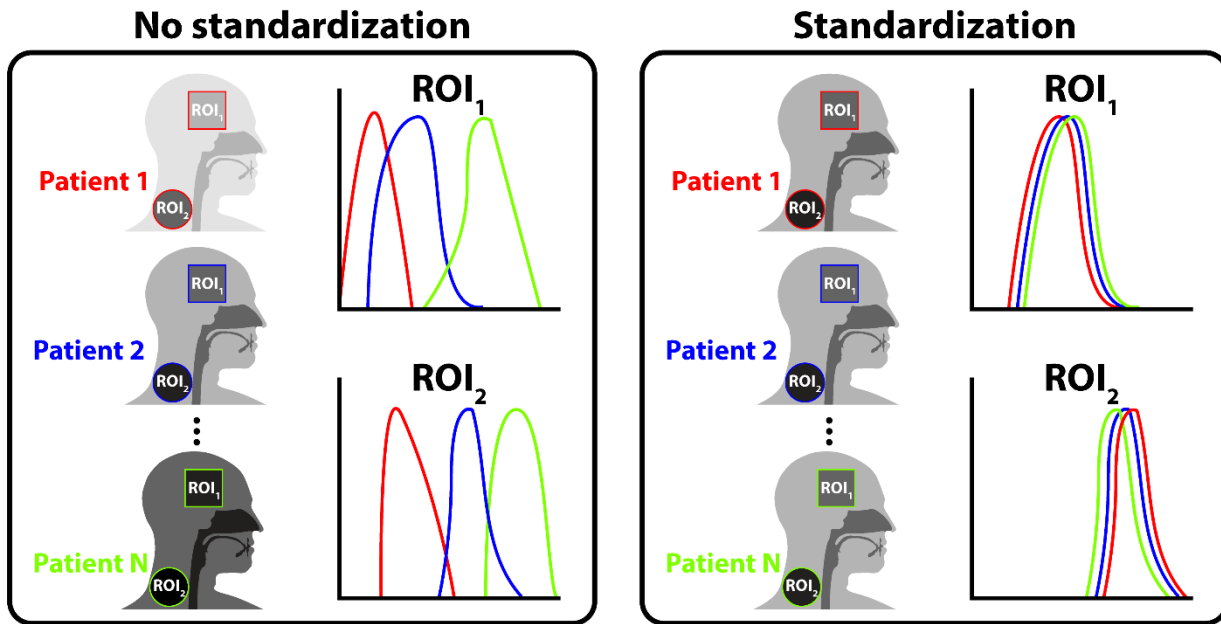 No standardization
ROI₁
Patient 1
ROI₂
ROI₁
ROI₁
Patient 2
ROI₂
ROI₂
ROI₁
Patient N
ROI₂
Standardization
ROI₁
Patient 1
ROI₂
ROI₁
ROI₁
Patient 2
ROI₂
ROI₂
ROI₁
Patient N
ROI₂